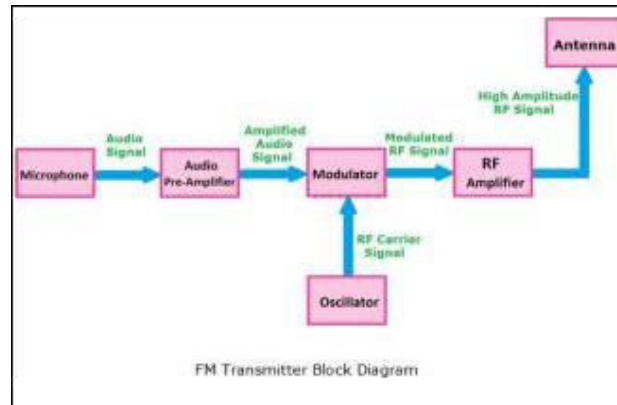 Antenna
High Amplitude
RF Signal
Audio
Signal
Amplified
Audio
Signal
Modulated
RF Signal
Microphone
Audio
Pre-Amplifier
Modulator
RF
Amplifier
RF Carrier
Signal
Oscillator
FM Transmitter Block Diagram